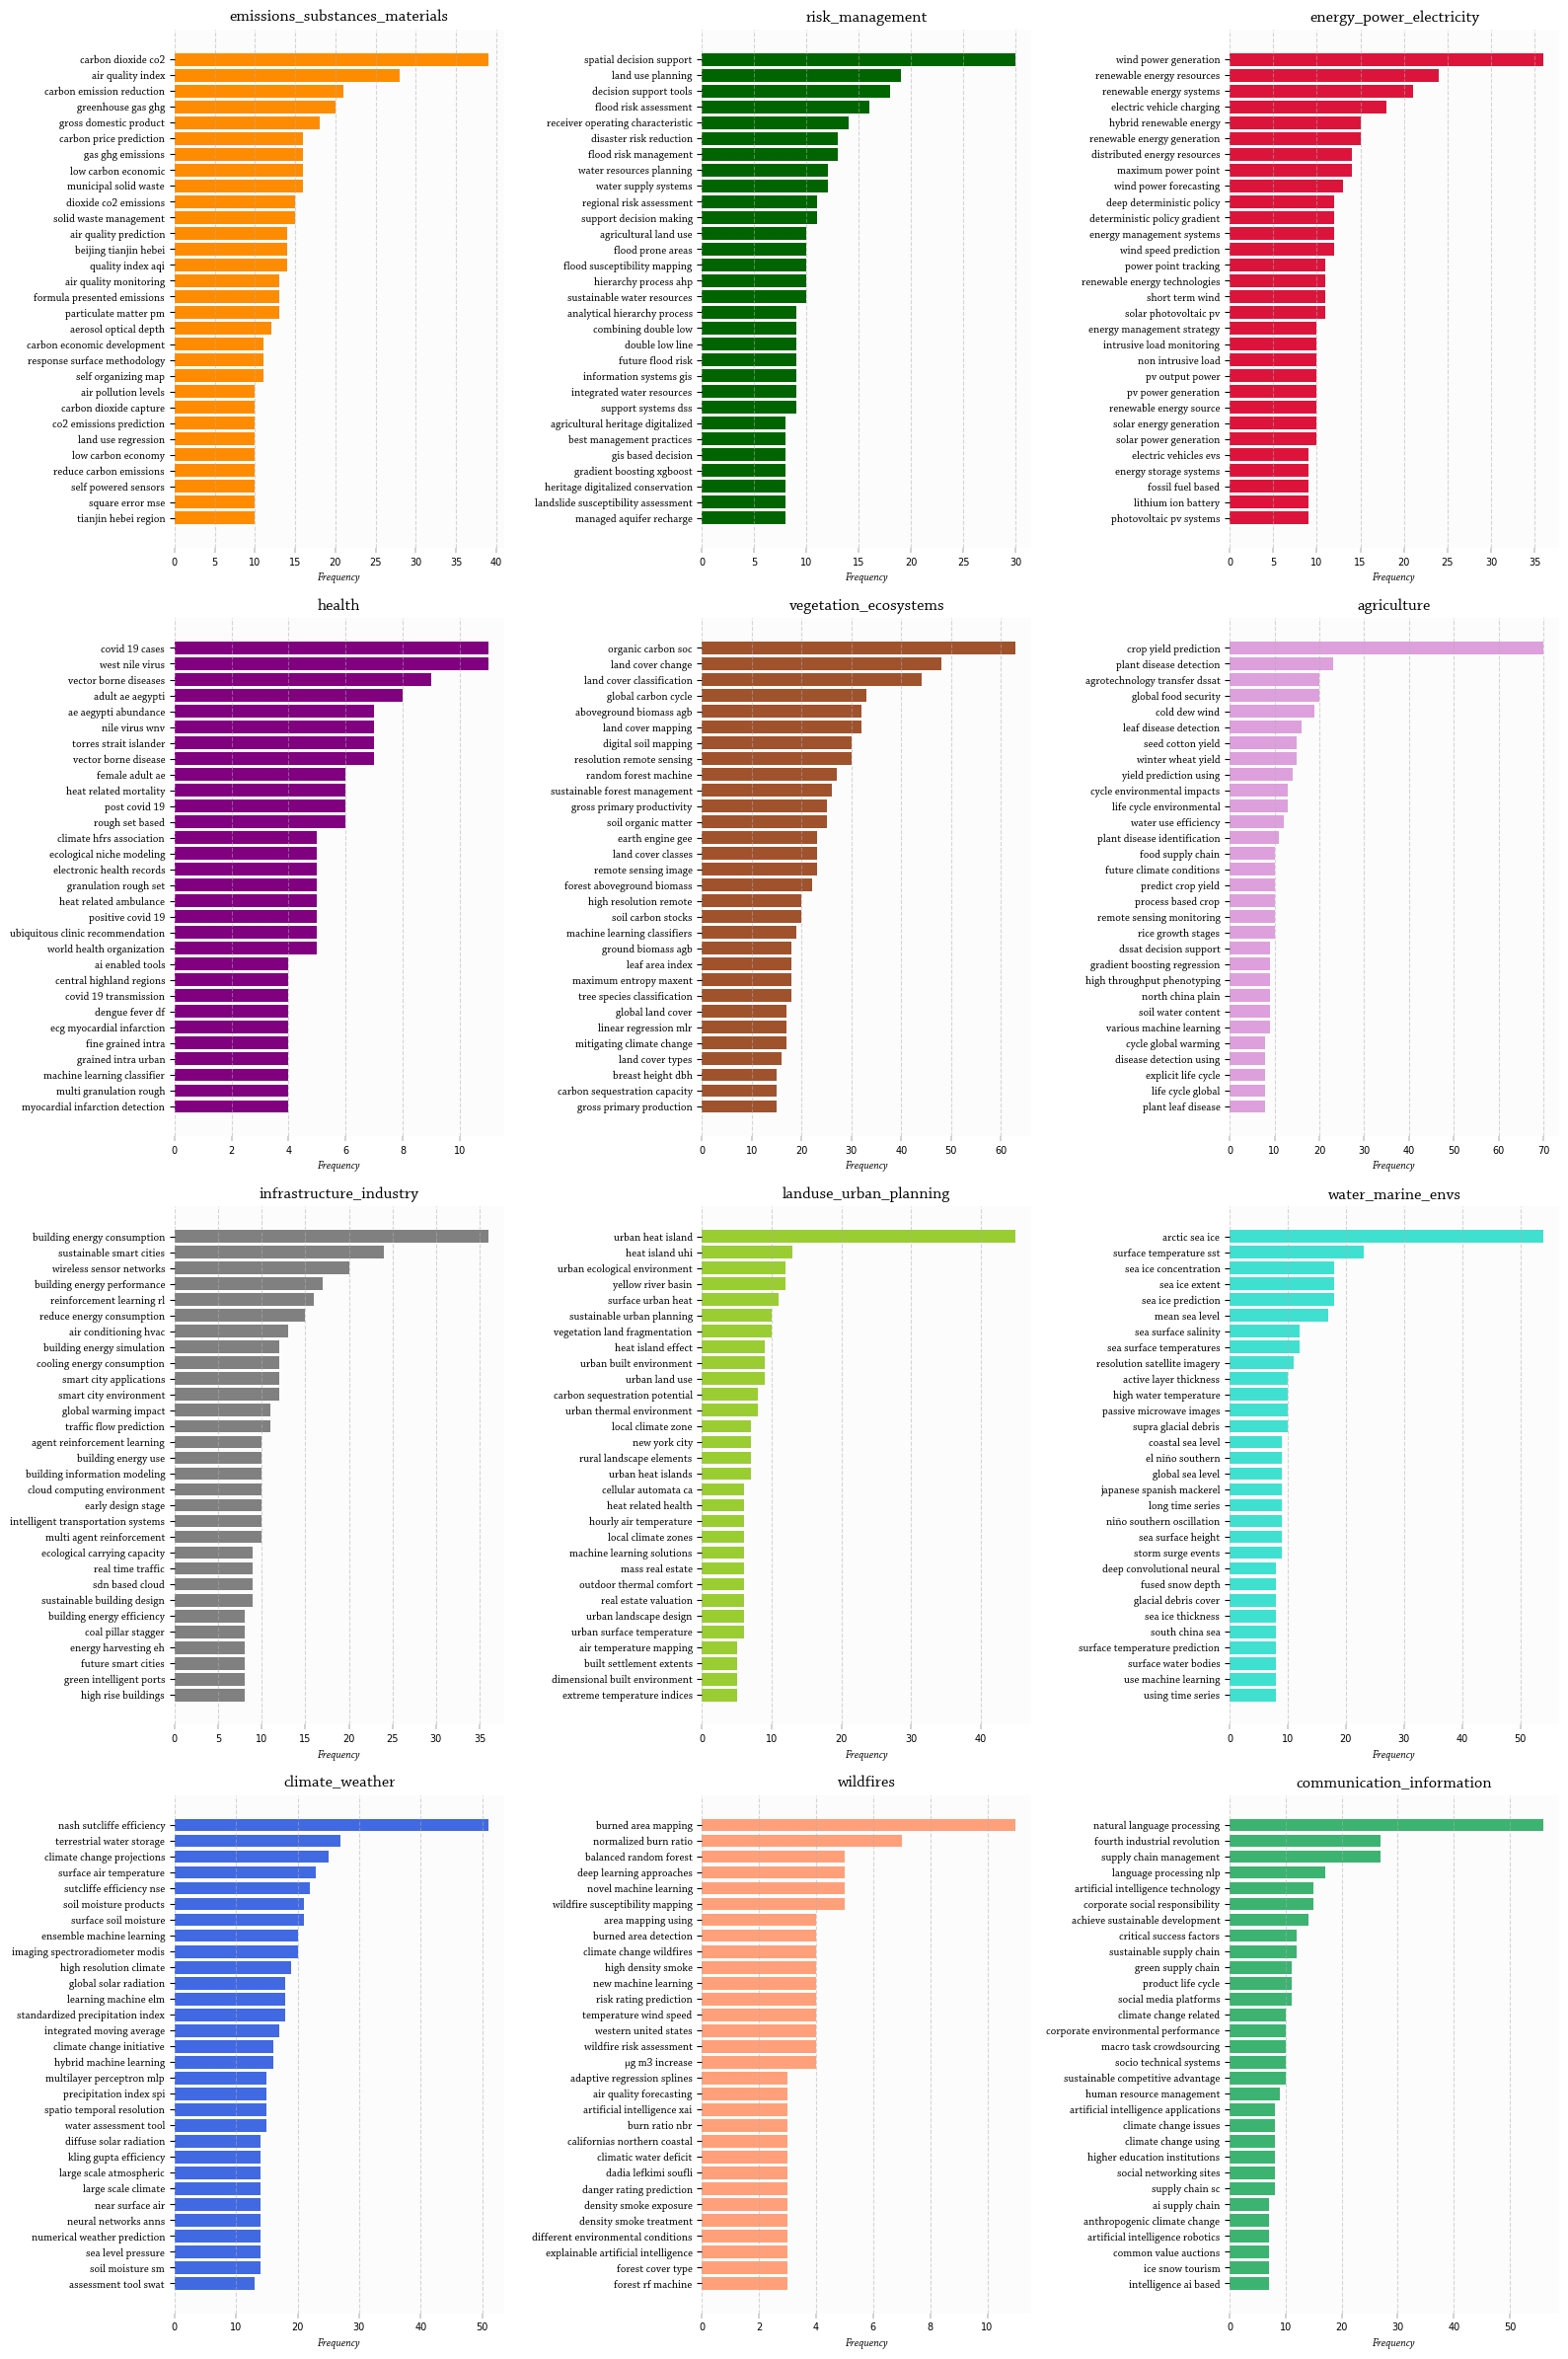 emissions_substances_materials
carbon dioxide co2
air quality index
carbon emission reduction
greenhouse gas ghg
gross domestic product
carbon price prediction
gas ghg emissions
low carbon economic
municipal solid waste
dioxide co2 emissions
solid waste management
air quality prediction
beijing tianjin hebei
quality index aqi
air quality monitoring
formula presented emissions
particulate matter pm
aerosol optical depth
carbon economic development
response surface methodology
self organizing map
air pollution levels
carbon dioxide capture
co2 emissions prediction
land use regression
low carbon economy
reduce carbon emissions
self powered sensors
square error mse
tianjin hebei region
0 5 10 15 20 25 30 35 40
Frequency
risk_management
spatial decision support
land use planning
decision support tools
flood risk assessment
receiver operating characteristic
disaster risk reduction
flood risk management
water resources planning
water supply systems
regional risk assessment
support decision making
agricultural land use
flood prone areas
flood susceptibility mapping
hierarchy process ahp
sustainable water resources
analytical hierarchy process
combining double low
double low line
future flood risk
information systems gis
integrated water resources
support systems dss
agricultural heritage digitalized
best management practices
gis based decision
gradient boosting xgboost
heritage digitalized conservation
landslide susceptibility assessment
managed aquifer recharge
0 5 10 15 20 25 30
Frequency
energy_power_electricity
wind power generation
renewable energy resources
renewable energy systems
electric vehicle charging
hybrid renewable energy
renewable energy generation
distributed energy resources
maximum power point
wind power forecasting
deep deterministic policy
deterministic policy gradient
energy management systems
wind speed prediction
power point tracking
renewable energy technologies
short term wind
solar photovoltaic pv
energy management strategy
intrusive load monitoring
non intrusive load
pv output power
pv power generation
renewable energy source
solar energy generation
solar power generation
electric vehicles evs
energy storage systems
fossil fuel based
lithium ion battery
photovoltaic pv systems
0 5 10 15 20 25 30 35
Frequency
health
covid 19 cases
west nile virus
vector borne diseases
adult ae aegypti
ae aegypti abundance
nile virus wnv
torres strait islander
vector borne disease
female adult ae
heat related mortality
post covid 19
rough set based
climate hfrs association
ecological niche modeling
electronic health records
granulation rough set
heat related ambulance
positive covid 19
ubiquitous clinic recommendation
world health organization
ai enabled tools
central highland regions
covid 19 transmission
dengue fever df
ecg myocardial infarction
fine grained intra
grained intra urban
machine learning classifier
multi granulation rough
myocardial infarction detection
0 2 4 6 8 10
Frequency
vegetation_ecosystems
organic carbon soc
land cover change
land cover classification
global carbon cycle
aboveground biomass agb
land cover mapping
digital soil mapping
resolution remote sensing
random forest machine
sustainable forest management
gross primary productivity
soil organic matter
earth engine gee
land cover classes
remote sensing image
forest aboveground biomass
high resolution remote
soil carbon stocks
machine learning classifiers
ground biomass agb
leaf area index
maximum entropy maxent
tree species classification
global land cover
linear regression mlr
mitigating climate change
land cover types
breast height dbh
carbon sequestration capacity
gross primary production
0 10 20 30 40 50 60
Frequency
agriculture
crop yield prediction
plant disease detection
agrotechnology transfer dssat
global food security
cold dew wind
leaf disease detection
seed cotton yield
winter wheat yield
yield prediction using
cycle environmental impacts
life cycle environmental
water use efficiency
plant disease identification
food supply chain
future climate conditions
predict crop yield
process based crop
remote sensing monitoring
rice growth stages
dssat decision support
gradient boosting regression
high throughput phenotyping
north china plain
soil water content
various machine learning
cycle global warming
disease detection using
explicit life cycle
life cycle global
plant leaf disease
0 10 20 30 40 50 60 70
Frequency
infrastructure_industry
building energy consumption
sustainable smart cities
wireless sensor networks
building energy performance
reinforcement learning rl
reduce energy consumption
air conditioning hvac
building energy simulation
cooling energy consumption
smart city applications
smart city environment
global warming impact
traffic flow prediction
agent reinforcement learning
building energy use
building information modeling
cloud computing environment
early design stage
intelligent transportation systems
multi agent reinforcement
ecological carrying capacity
real time traffic
sdn based cloud
sustainable building design
building energy efficiency
coal pillar stagger
energy harvesting eh
future smart cities
green intelligent ports
high rise buildings
0 5 10 15 20 25 30 35
Frequency
landuse_urban_planning
urban heat island
heat island uhi
urban ecological environment
yellow river basin
surface urban heat
sustainable urban planning
vegetation land fragmentation
heat island effect
urban built environment
urban land use
carbon sequestration potential
urban thermal environment
local climate zone
new york city
rural landscape elements
urban heat islands
cellular automata ca
heat related health
hourly air temperature
local climate zones
machine learning solutions
mass real estate
outdoor thermal comfort
real estate valuation
urban landscape design
urban surface temperature
air temperature mapping
built settlement extents
dimensional built environment
extreme temperature indices
0 10 20 30 40
Frequency
water_marine_envs
arctic sea ice
surface temperature sst
sea ice concentration
sea ice extent
sea ice prediction
mean sea level
sea surface salinity
sea surface temperatures
resolution satellite imagery
active layer thickness
high water temperature
passive microwave images
supra glacial debris
coastal sea level
el niño southern
global sea level
japanese spanish mackerel
long time series
niño southern oscillation
sea surface height
storm surge events
deep convolutional neural
fused snow depth
glacial debris cover
sea ice thickness
south china sea
surface temperature prediction
surface water bodies
use machine learning
using time series
0 10 20 30 40 50
Frequency
climate_weather
nash sutcliffe efficiency
terrestrial water storage
climate change projections
surface air temperature
sutcliffe efficiency nse
soil moisture products
surface soil moisture
ensemble machine learning
imaging spectroradiometer modis
high resolution climate
global solar radiation
learning machine elm
standardized precipitation index
integrated moving average
climate change initiative
hybrid machine learning
multilayer perceptron mlp
precipitation index spi
spatio temporal resolution
water assessment tool
diffuse solar radiation
kling gupta efficiency
large scale atmospheric
large scale climate
near surface air
neural networks anns
numerical weather prediction
sea level pressure
soil moisture sm
assessment tool swat
0 10 20 30 40 50
Frequency
wildfires
burned area mapping
normalized burn ratio
balanced random forest
deep learning approaches
novel machine learning
wildfire susceptibility mapping
area mapping using
burned area detection
climate change wildfires
high density smoke
new machine learning
risk rating prediction
temperature wind speed
western united states
wildfire risk assessment
μg m3 increase
adaptive regression splines
air quality forecasting
artificial intelligence xai
burn ratio nbr
californias northern coastal
climatic water deficit
dadia lefkimi soufli
danger rating prediction
density smoke exposure
density smoke treatment
different environmental conditions
explainable artificial intelligence
forest cover type
forest rf machine
0 2 4 6 8 10
Frequency
communication_information
natural language processing
fourth industrial revolution
supply chain management
language processing nlp
artificial intelligence technology
corporate social responsibility
achieve sustainable development
critical success factors
sustainable supply chain
green supply chain
product life cycle
social media platforms
climate change related
corporate environmental performance
macro task crowdsourcing
socio technical systems
sustainable competitive advantage
human resource management
artificial intelligence applications
climate change issues
climate change using
higher education institutions
social networking sites
supply chain sc
ai supply chain
anthropogenic climate change
artificial intelligence robotics
common value auctions
ice snow tourism
intelligence ai based
0 10 20 30 40 50
Frequency